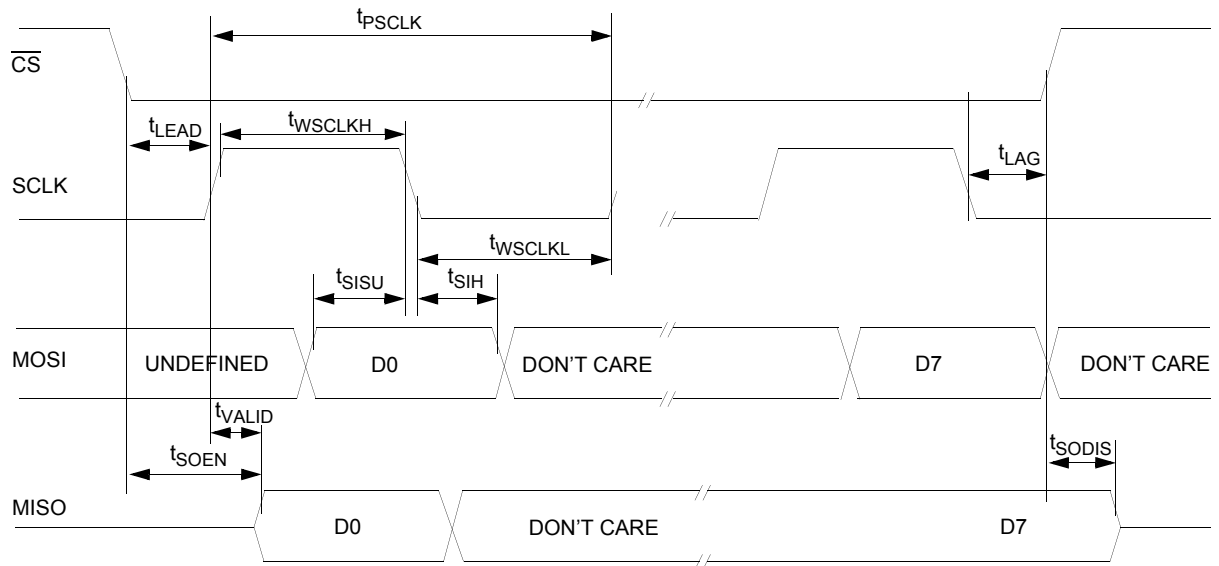 tPSCLK
CS
tLEAD
tWSCLKH
tLAG
SCLK
tWSCLKL
tSISU
tSIH
MOSI
UNDEFINED
D0
DON'T CARE
D7
DON'T CARE
tVALID
tSOEN
tSODIS
MISO
D0
DON'T CARE
D7